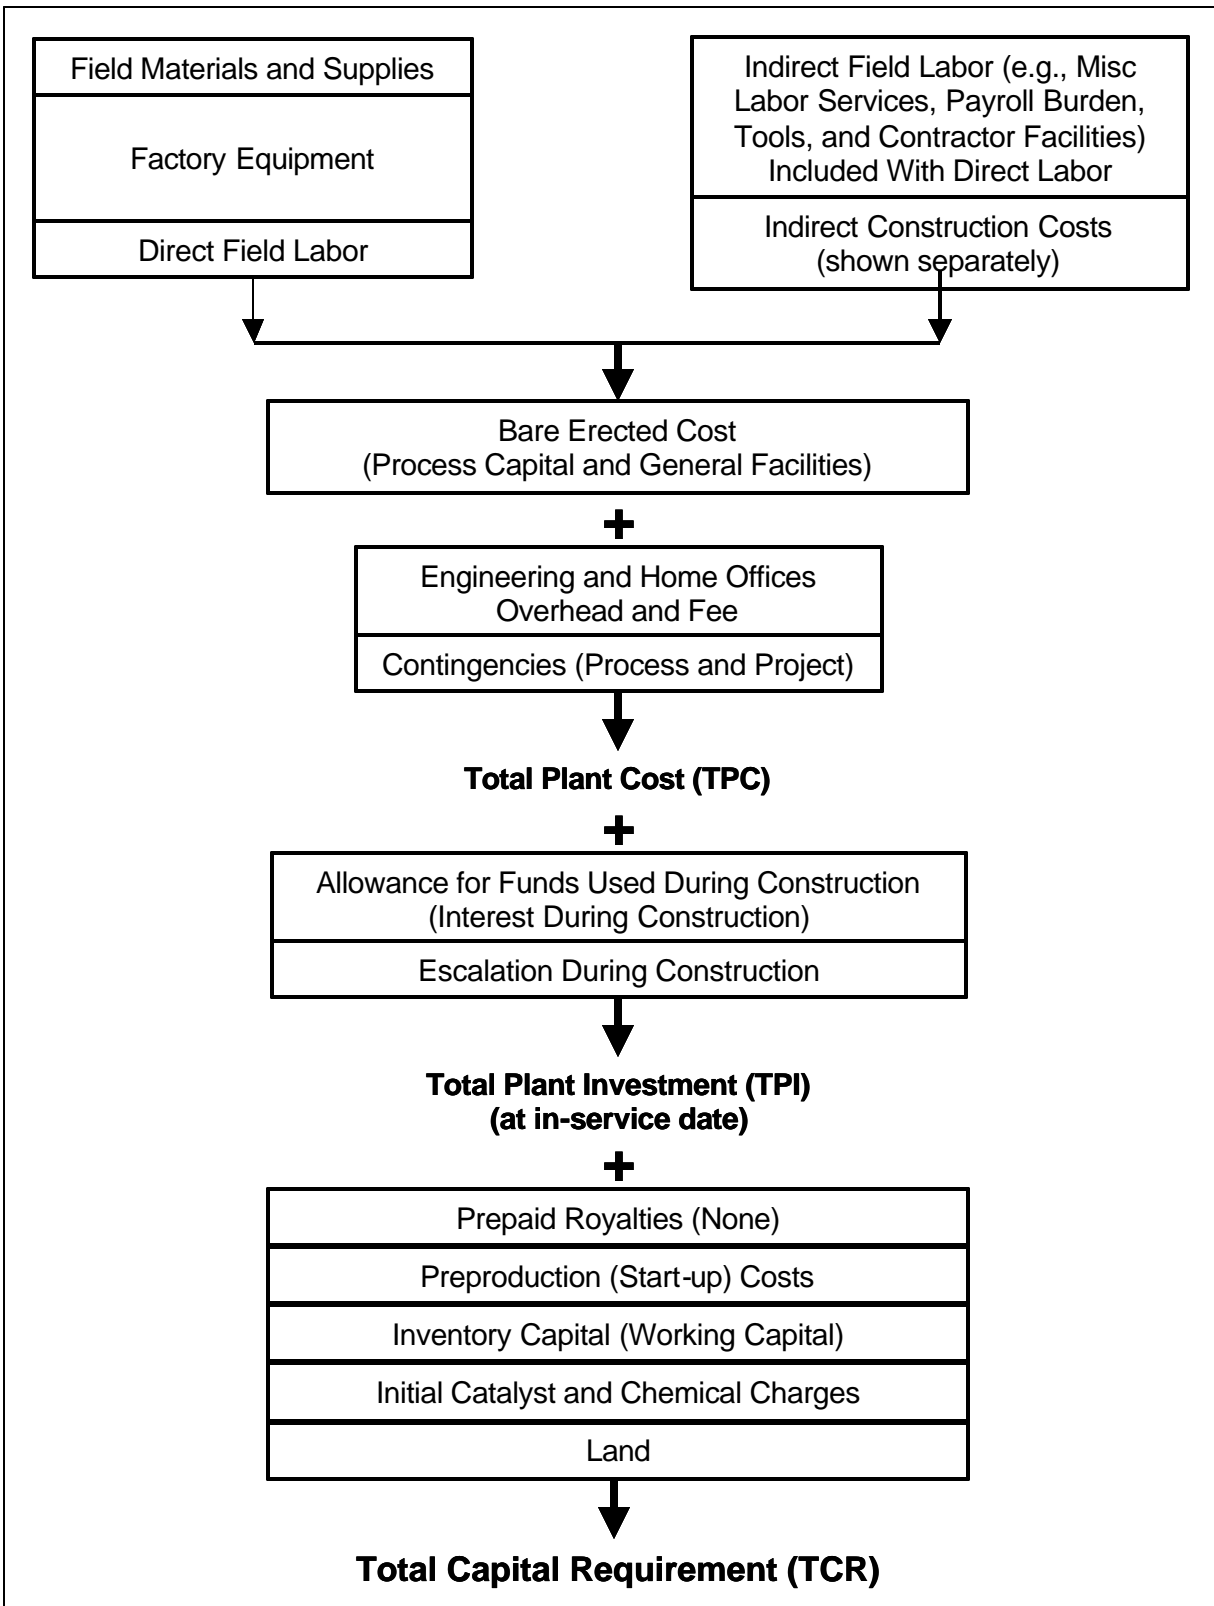 Field Materials and Supplies
Factory Equipment
Direct Field Labor
Indirect Field Labor (e.g., Misc
Labor Services, Payroll Burden,
Tools, and Contractor Facilities)
Included With Direct Labor
Indirect Construction Costs
(shown separately)
Bare Erected Cost
(Process Capital and General Facilities)
+
Engineering and Home Offices
Overhead and Fee
Contingencies (Process and Project)
Total Plant Cost (TPC)
+
Allowance for Funds Used During Construction
(Interest During Construction)
Escalation During Construction
Total Plant Investment (TPI)
(at in-service date)
+
Prepaid Royalties (None)
Preproduction (Start-up) Costs
Inventory Capital (Working Capital)
Initial Catalyst and Chemical Charges
Land
Total Capital Requirement (TCR)